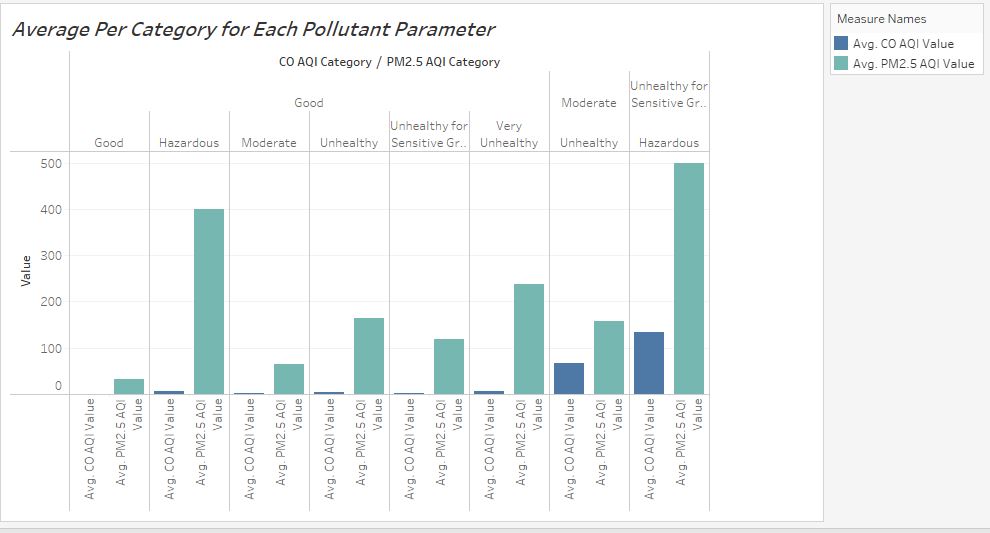 Average Per Category for Each Pollutant Parameter
Measure Names
Avg. CO AQI Value
Avg. PM2.5 AQI Value
CO AQI Category / PM2.5 AQI Category
Good
Moderate
Unhealthy for
Sensitive Gr..
Good
Hazardous
Moderate
Unhealthy
Unhealthy for
Sensitive Gr..
Very
Unhealthy
Unhealthy
Hazardous
Value
500
400
300
200
100
0
Avg. CO AQI Value
Avg. PM2.5 AQI
Value
Avg. CO AQI Value
Avg. PM2.5 AQI
Value
Avg. CO AQI Value
Avg. PM2.5 AQI
Value
Avg. CO AQI Value
Avg. PM2.5 AQI
Value
Avg. CO AQI Value
Avg. PM2.5 AQI
Value
Avg. CO AQI Value
Avg. PM2.5 AQI
Value
Avg. CO AQI Value
Avg. PM2.5 AQI
Value
Avg. CO AQI Value
Avg. PM2.5 AQI
Value